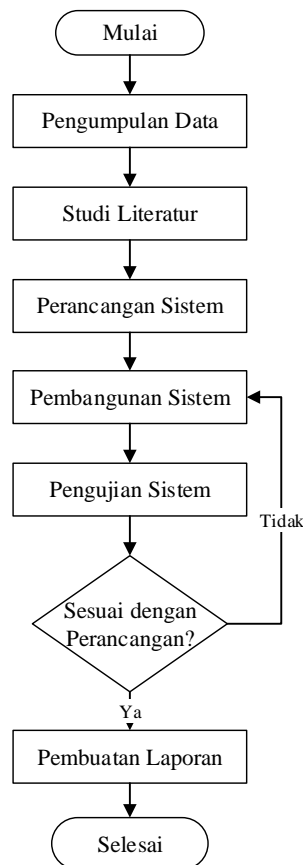 Mulai
Pengumpulan Data
Studi Literatur
Perancangan Sistem
Pembangunan Sistem
Pengujian Sistem
Tidak
Sesuai dengan
Perancangan?
Ya
Pembuatan Laporan
Selesai